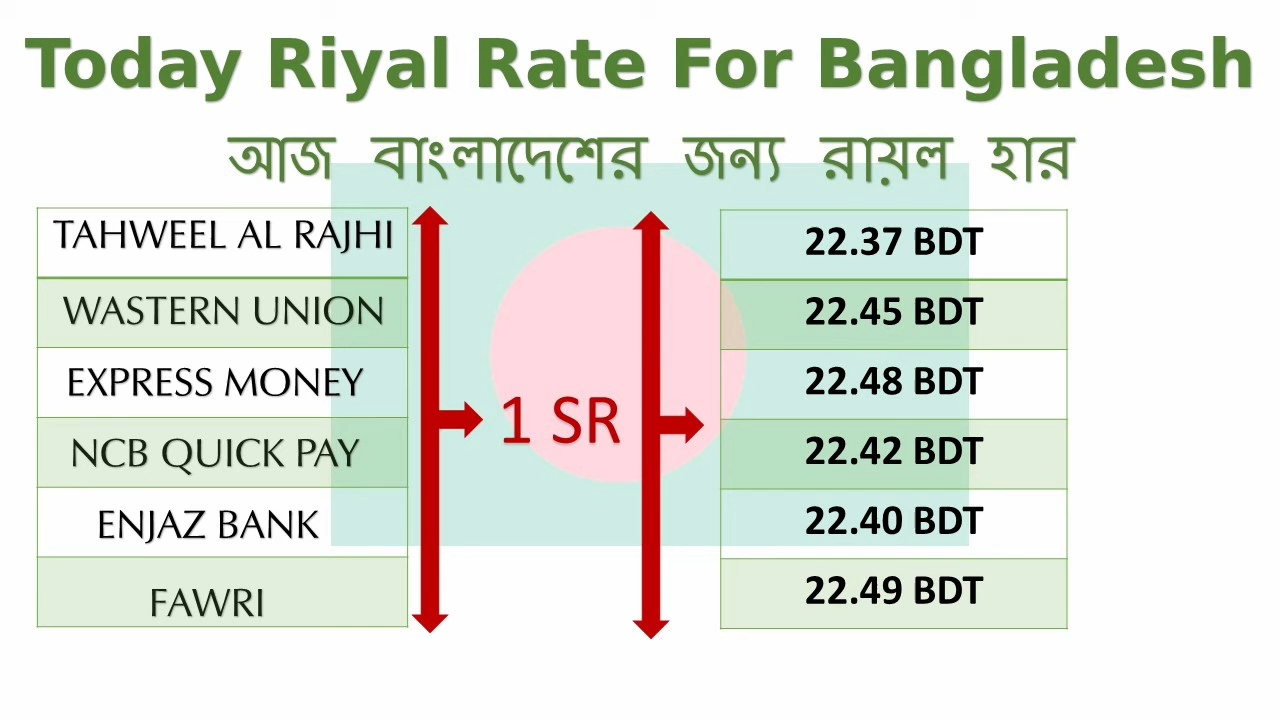 Today Riyal Rate For Bangladesh
আজ বাংলাদেশের জন্য রায়ল হার
TAHWEEL AL RAJHI 22.37 BDT
WASTERN UNION 22.45 BDT
EXPRESS MONEY 22.48 BDT
1 SR
NCB QUICK PAY 22.42 BDT
ENJAZ BANK 22.40 BDT
FAWRI 22.49 BDT